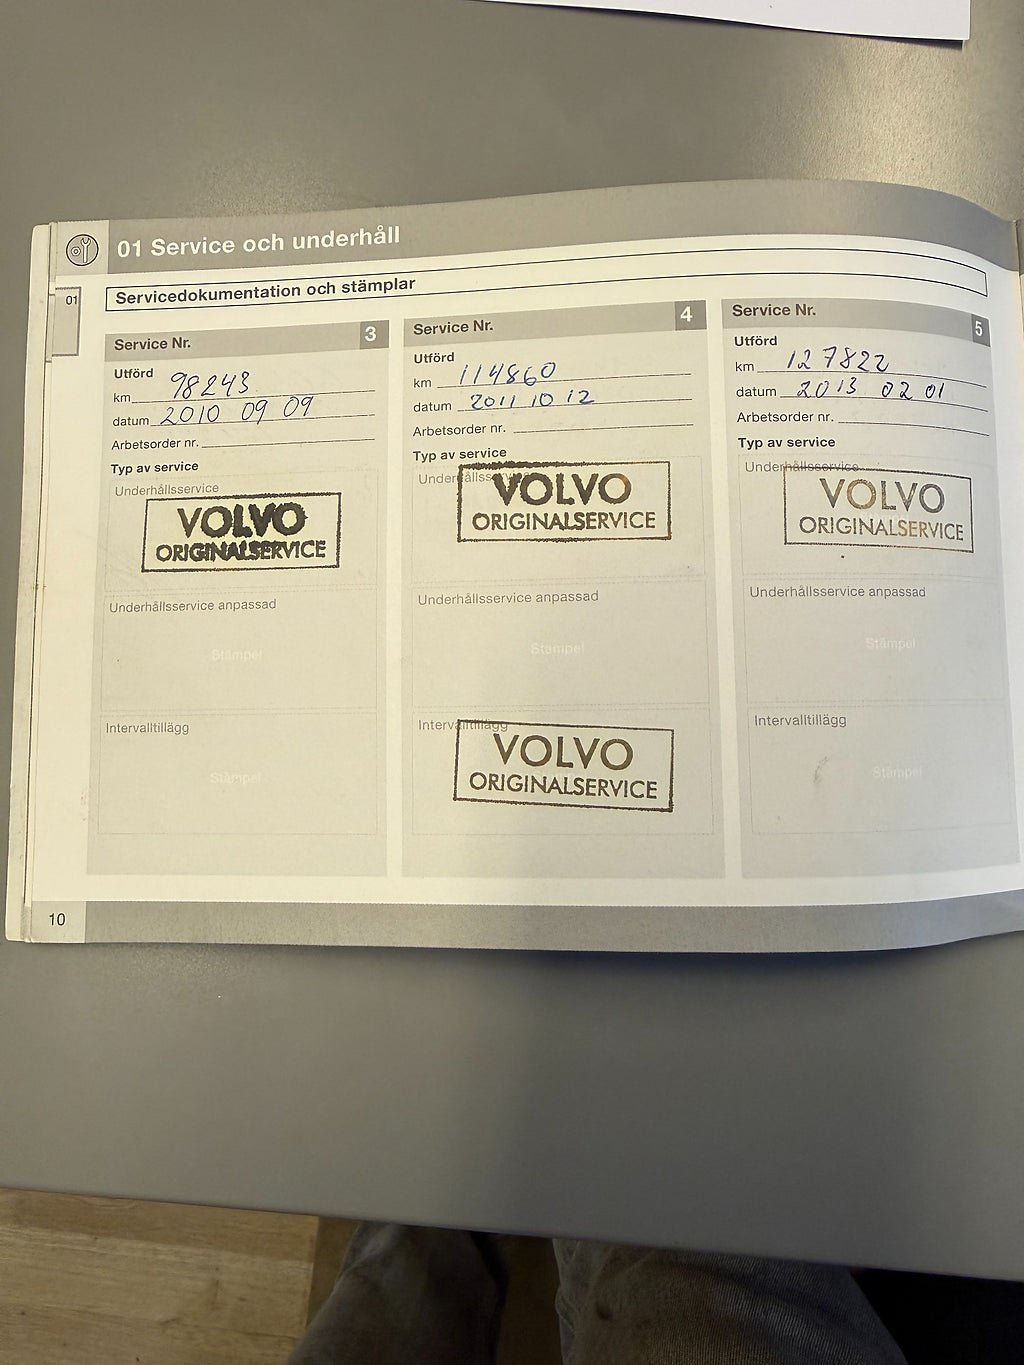 01 Service och underhåll
01
Servicedokumentation och stämplar
Service Nr. 3
Utförd
km 98243
datum 2010 09 09
Arbetsorder nr.
Typ av service
Underhållsservice
VOLVO
ORIGINALSERVICE
Underhållsservice anpassad
Stämpel
Intervalltillägg
Stämpel
Service Nr. 4
Utförd
km 114860
datum 2011 10 12
Arbetsorder nr.
Typ av service
Underhållsservice
VOLVO
ORIGINALSERVICE
Underhållsservice anpassad
Stämpel
Intervalltillägg
VOLVO
ORIGINALSERVICE
Service Nr. 5
Utförd
km 127822
datum 2013 02 01
Arbetsorder nr.
Typ av service
Underhållsservice
VOLVO
ORIGINALSERVICE
Underhållsservice anpassad
Stämpel
Intervalltillägg
Stämpel
10